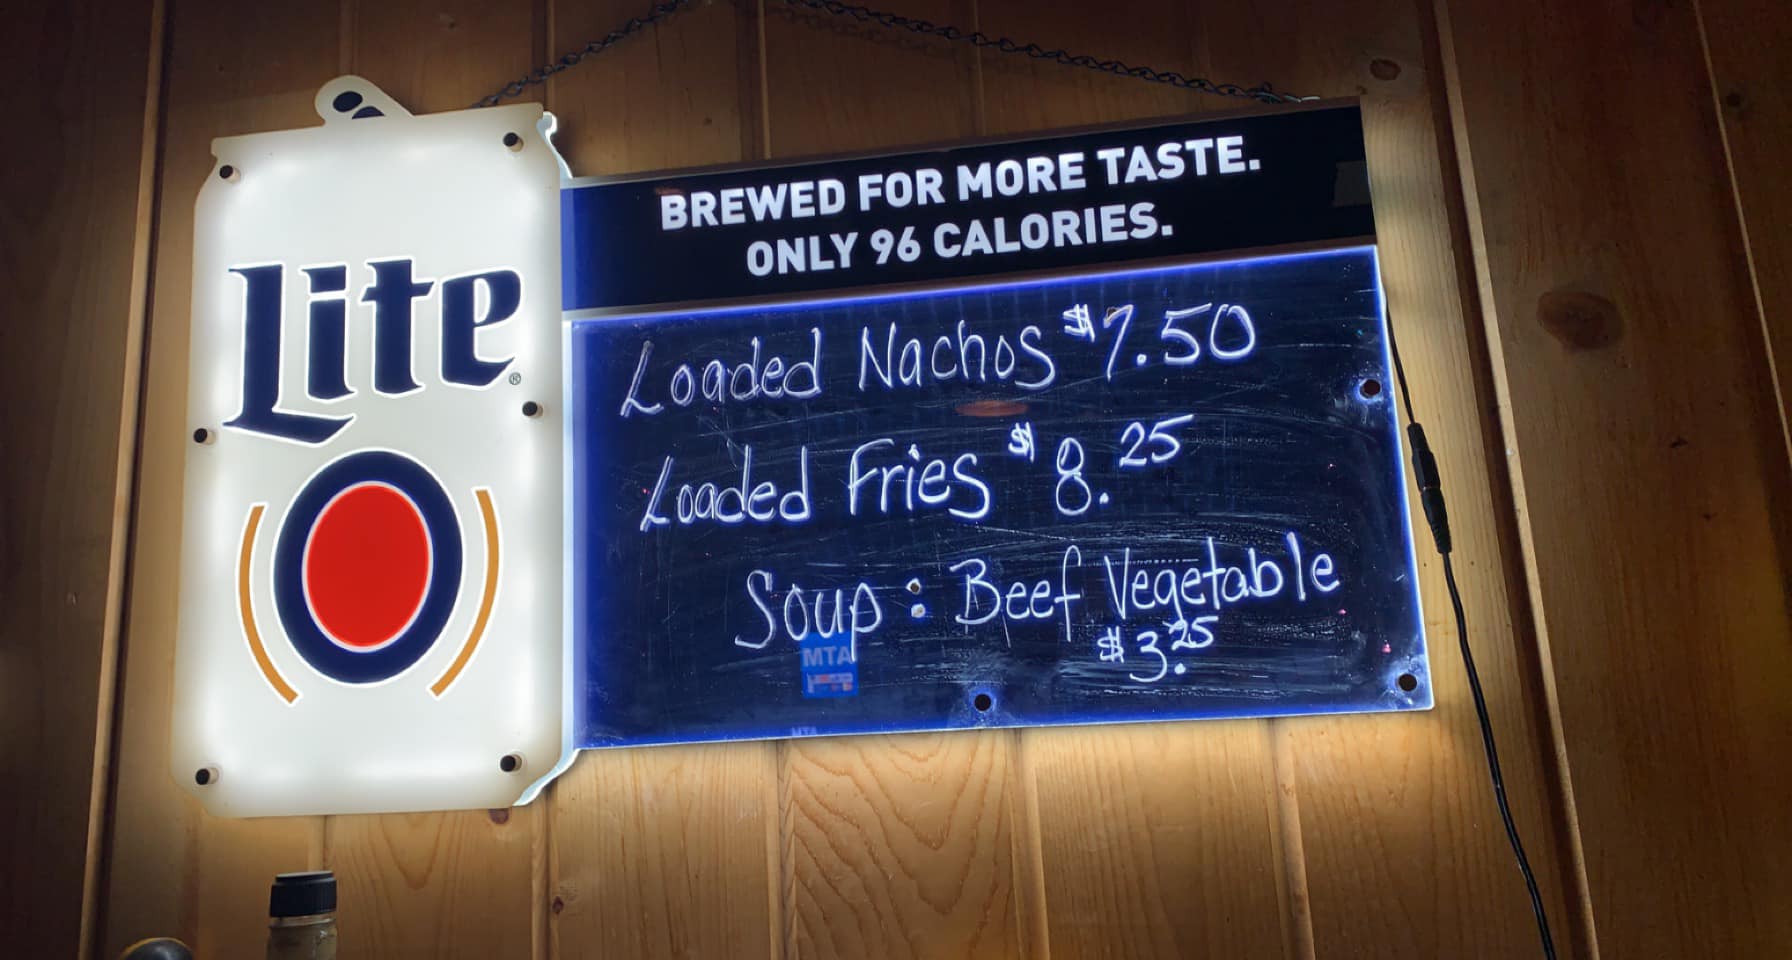 Lite
BREWED FOR MORE TASTE.
ONLY 96 CALORIES.
Loaded Nachos $7.50
Loaded Fries $8.25
Soup: Beef Vegetable
$3.25
MTA
MTA